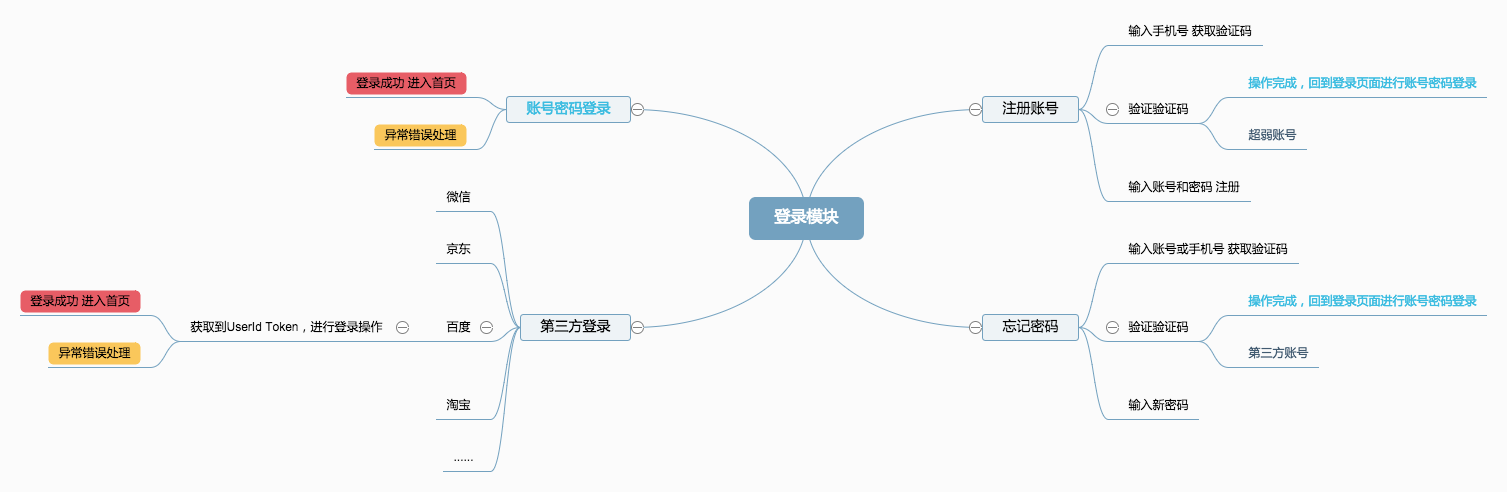 登录模块
账号密码登录
登录成功 进入首页
异常错误处理
第三方登录
微信
京东
百度
获取到UserId Token，进行登录操作
登录成功 进入首页
异常错误处理
淘宝
......
注册账号
输入手机号 获取验证码
验证验证码
操作完成，回到登录页面进行账号密码登录
超弱账号
输入账号和密码 注册
忘记密码
输入账号或手机号 获取验证码
验证验证码
操作完成，回到登录页面进行账号密码登录
第三方账号
输入新密码